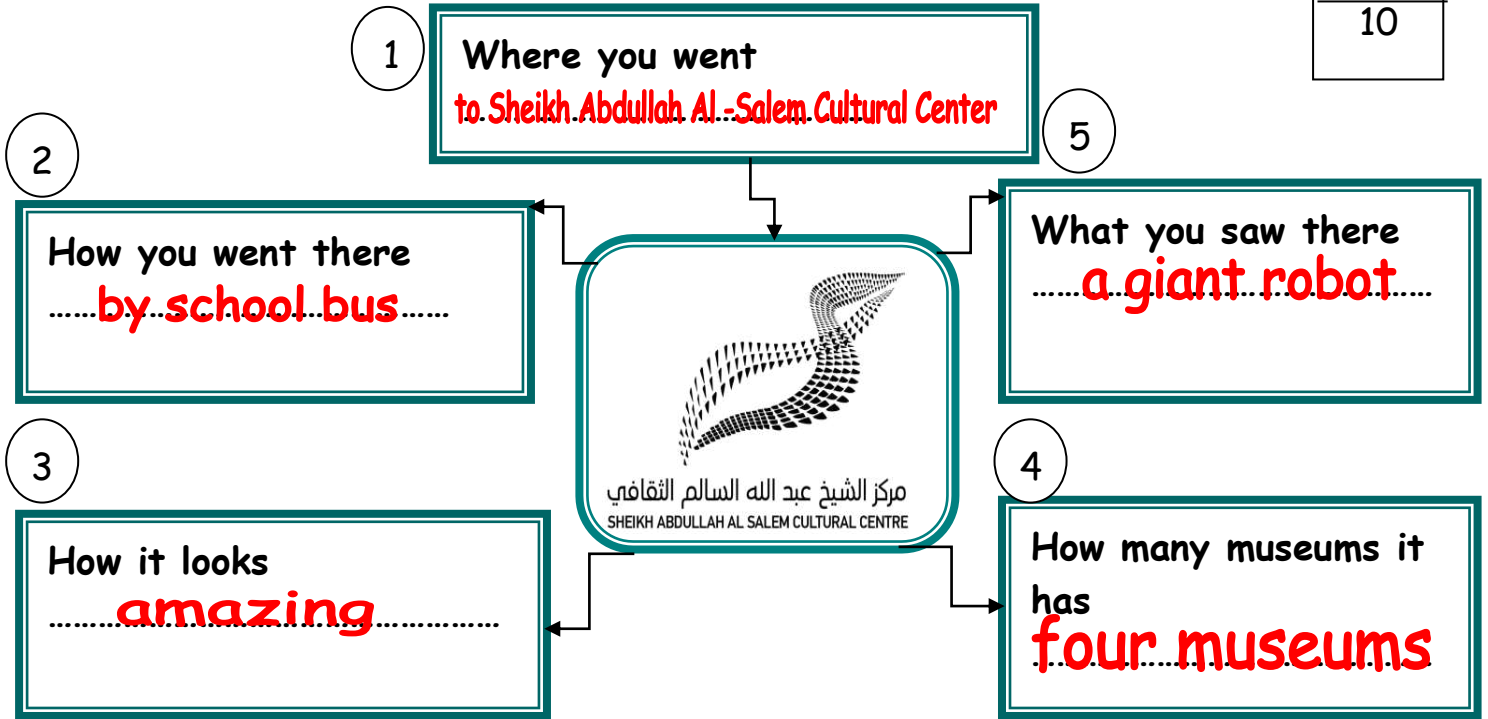 10
1
Where you went
to Sheikh Abdullah Al -Salem Cultural Center
2
How you went there
by school bus
3
How it looks
amazing
4
How many museums it
has
four museums
5
What you saw there
a giant robot
مركز الشيخ عبد الله السالم الثقافي
SHEIKH ABDULLAH AL SALEM CULTURAL CENTRE